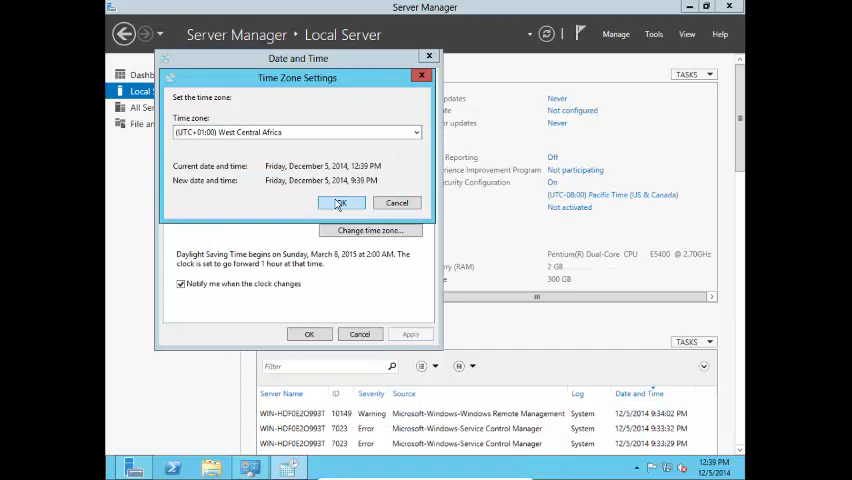 Server Manager
Server Manager
Local Server
Manage
Tools
View
Help
Date and Time
Time Zone Settings
Set the time zone:
Time zone:
(UTC+01:00) West Central Africa
Current date and time: Friday, December 5, 2014, 12:39 PM
New date and time: Friday, December 5, 2014, 9:39 PM
OK
Cancel
Change time zone...
Daylight Saving Time begins on Sunday, March 8, 2015 at 2:00 AM. The
clock is set to go forward 1 hour at that time.
Notify me when the clock changes
OK
Cancel
Apply
Dashb
Local S
All Ser
File an
TASKS
updates
Never
Not configured
r updates
Never
Reporting
Off
xperience Improvement Program
Not participating
ecurity Configuration
On
(UTC-08:00) Pacific Time (US & Canada)
Not activated
Pentium(R) Dual-Core CPU E5400 @ 2.70GHz
ry (RAM)
2 GB
300 GB
TASKS
Filter
Server Name ID Severity Source Log Date and Time
WIN-HDF0E2O993T 10149 Warning Microsoft-Windows-Windows Remote Management System 12/5/2014 9:34:02 PM
WIN-HDF0E2O993T 7023 Error Microsoft-Windows-Service Control Manager System 12/5/2014 9:33:32 PM
WIN-HDF0E2O993T 7023 Error Microsoft-Windows-Service Control Manager System 12/5/2014 9:33:29 PM
12:39 PM
12/5/2014